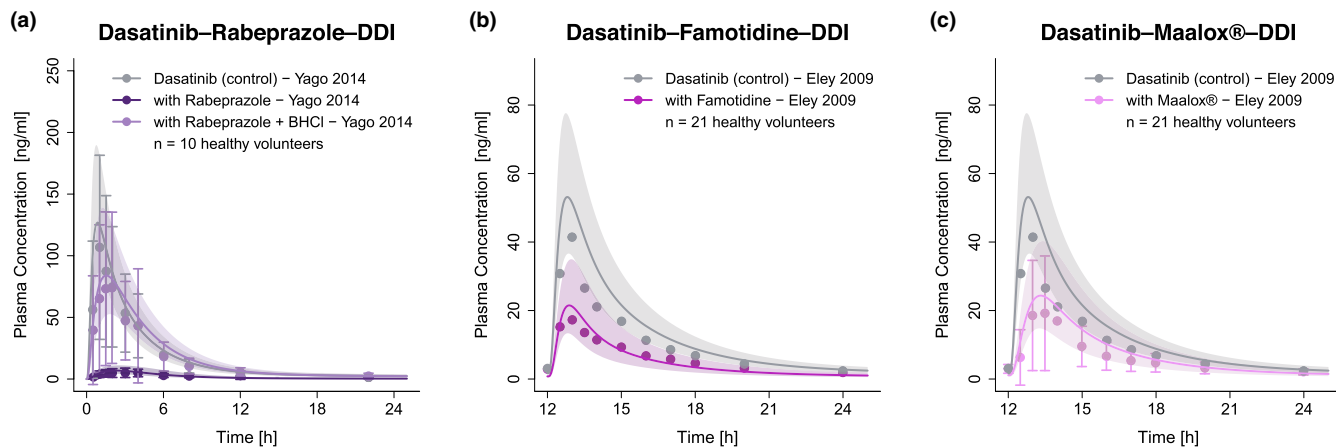 (a)
Dasatinib–Rabeprazole–DDI
Dasatinib (control) – Yago 2014
with Rabeprazole – Yago 2014
with Rabeprazole + BHCl – Yago 2014
n = 10 healthy volunteers
Plasma Concentration [ng/ml]
250
200
150
100
50
0
0
6
12
18
24
Time [h]
(b)
Dasatinib–Famotidine–DDI
Dasatinib (control) – Eley 2009
with Famotidine – Eley 2009
n = 21 healthy volunteers
Plasma Concentration [ng/ml]
80
60
40
20
0
12
15
18
21
24
Time [h]
(c)
Dasatinib–Maalox®–DDI
Dasatinib (control) – Eley 2009
with Maalox® – Eley 2009
n = 21 healthy volunteers
Plasma Concentration [ng/ml]
80
60
40
20
0
12
15
18
21
24
Time [h]